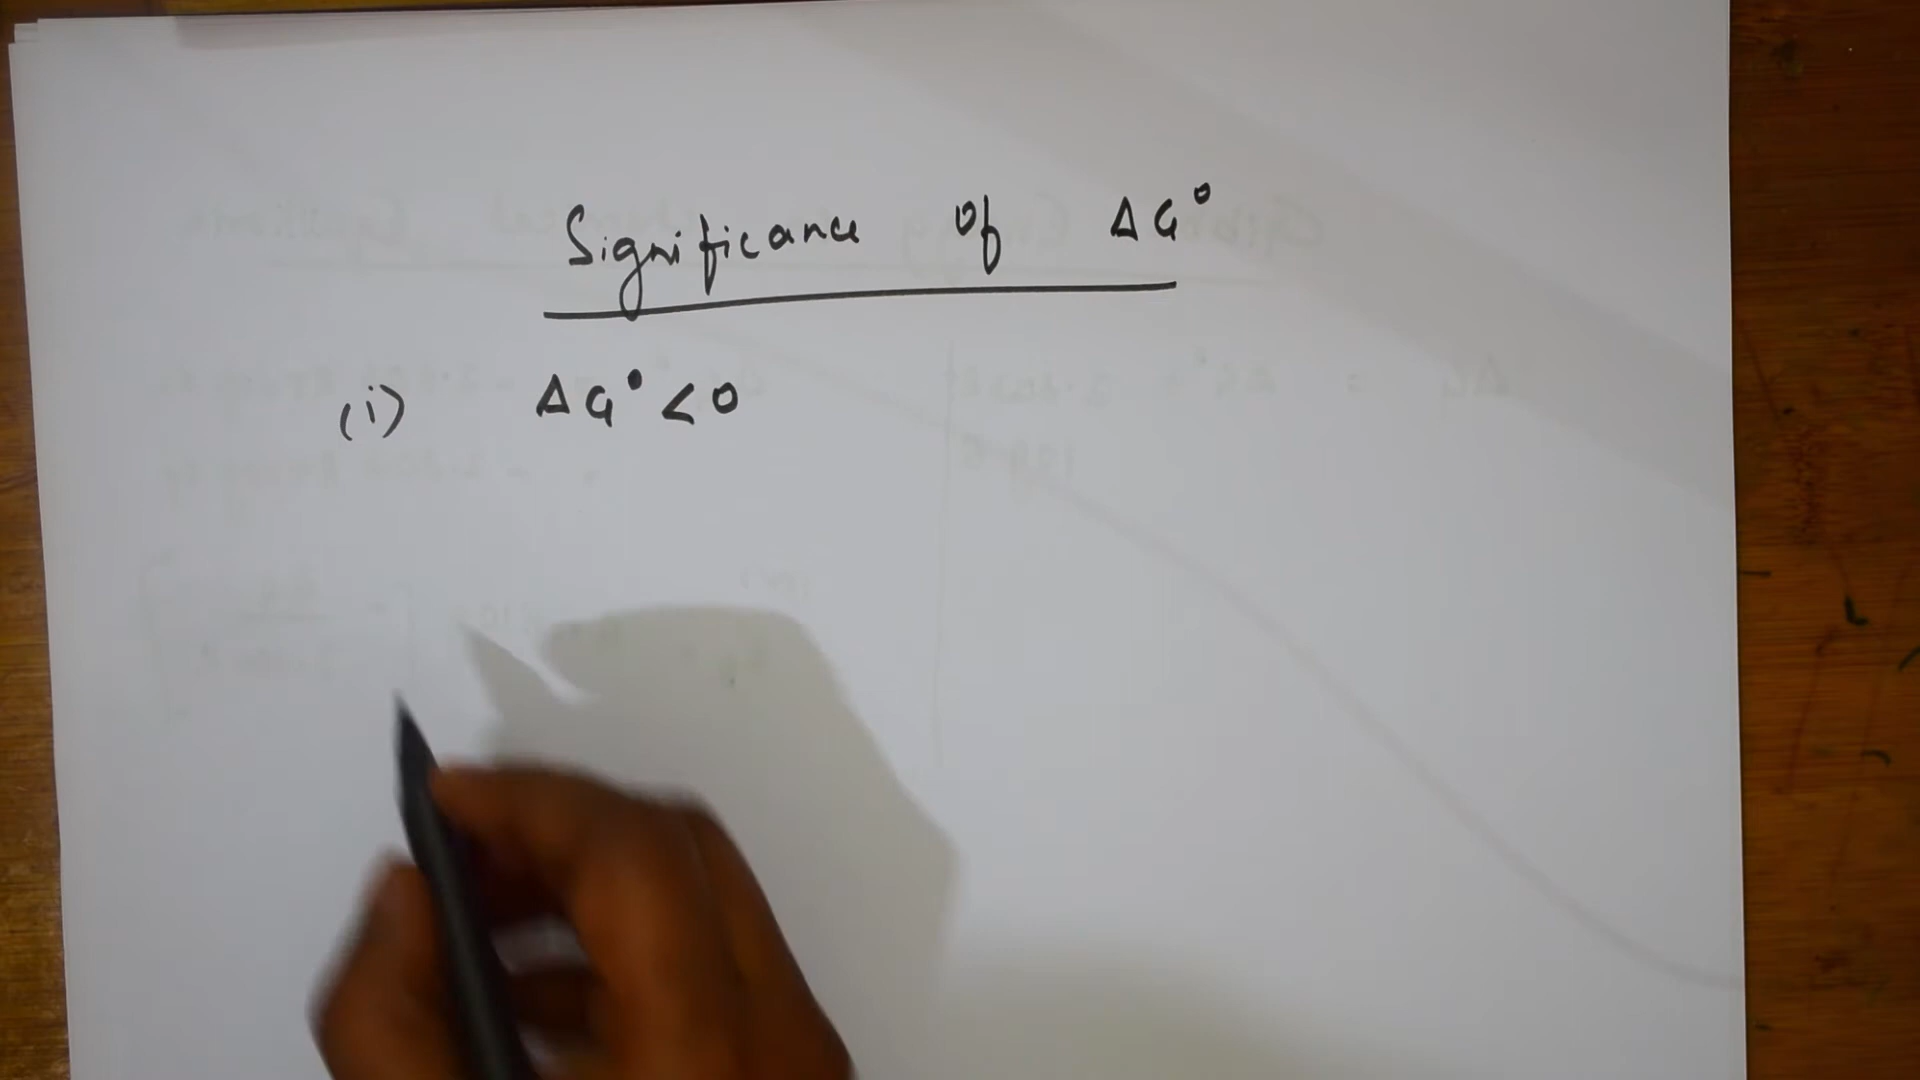 Significance of ΔG°
(i) ΔG° < 0